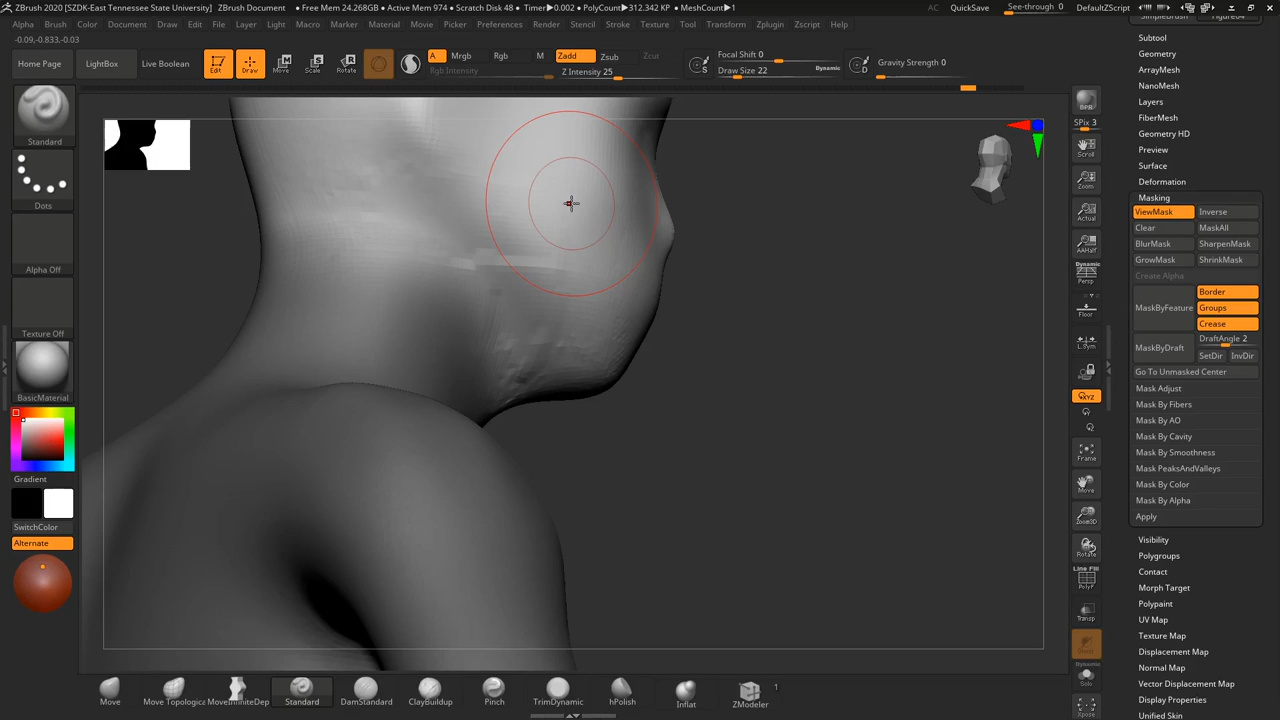 ZBrush 2020 [SZDK-East Tennessee State University] ZBrush Document • Free Mem 24.268GB • Active Mem 974 • Scratch Disk 48 • Timer▶0.002 • PolyCount▶312.342 KP • MeshCount▶1 AC QuickSave See-through 0 DefaultZScript
Alpha Brush Color Document Draw Edit File Layer Light Macro Marker Material Movie Picker Preferences Render Stencil Stroke Texture Tool Transform Zplugin Zscript Help
-0.09,-0.833,-0.03
Home Page LightBox Live Boolean Edit Draw Move Scale Rotate
A Mrgb Rgb M Zadd Zsub Zcut
Rgb Intensity Z Intensity 25
S Focal Shift 0
Draw Size 22 Dynamic
D Gravity Strength 0
Standard
Dots
Alpha Off
Texture Off
BasicMaterial
Gradient
SwitchColor
Alternate
BPR
SPix 3
Scroll
Zoom
Actual
AAHalf
Dynamic
Persp
Floor
L.Sym
XYZ
Frame
Move
Zoom3D
Rotate
Line Fill
PolyF
Transp
Dynamic
Solo
Xpose
Subtool
Geometry
ArrayMesh
NanoMesh
Layers
FiberMesh
Geometry HD
Preview
Surface
Deformation
Masking
ViewMask Inverse
Clear MaskAll
BlurMask SharpenMask
GrowMask ShrinkMask
Create Alpha
MaskByFeature Border
Groups
Crease
MaskByDraft DraftAngle 2
SetDir InvDir
Go To Unmasked Center
Mask Adjust
Mask By Fibers
Mask By AO
Mask By Cavity
Mask By Smoothness
Mask PeaksAndValleys
Mask By Color
Mask By Alpha
Apply
Visibility
Polygroups
Contact
Morph Target
Polypaint
UV Map
Texture Map
Displacement Map
Normal Map
Vector Displacement Map
Display Properties
Unified Skin
Move Move Topologic MoveInfiniteDep Standard DamStandard ClayBuildup Pinch TrimDynamic hPolish Inflat ZModeler 1